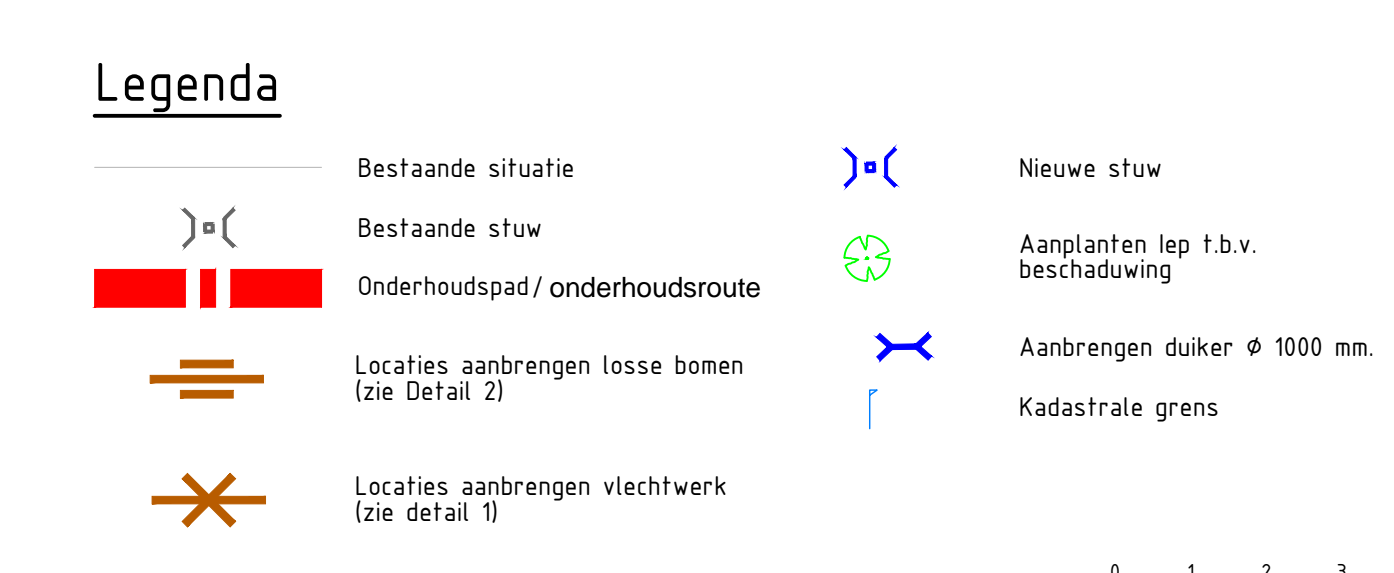 Legenda
Bestaande situatie
Bestaande stuw
Onderhoudspad/ onderhoudsroute
Locaties aanbrengen losse bomen
(zie Detail 2)
Locaties aanbrengen vlechtwerk
(zie detail 1)
Nieuwe stuw
Aanplanten Iep t.b.v.
beschaduwing
Aanbrengen duiker Ø 1000 mm.
Kadastrale grens
0 1 2 3